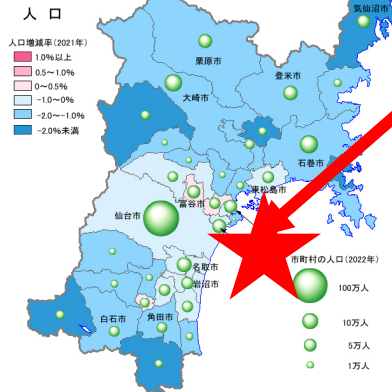 人口
気仙沼市
人口増減率(2021年)
1.0%以上
0.5~1.0%
0~0.5%
-1.0~0%
-2.0~-1.0%
-2.0%未満
栗原市
登米市
大崎市
石巻市
東松島市
富谷市
仙台市
名取市
岩沼市
角田市
白石市
市町村の人口(2022年)
100万人
10万人
5万人
1万人